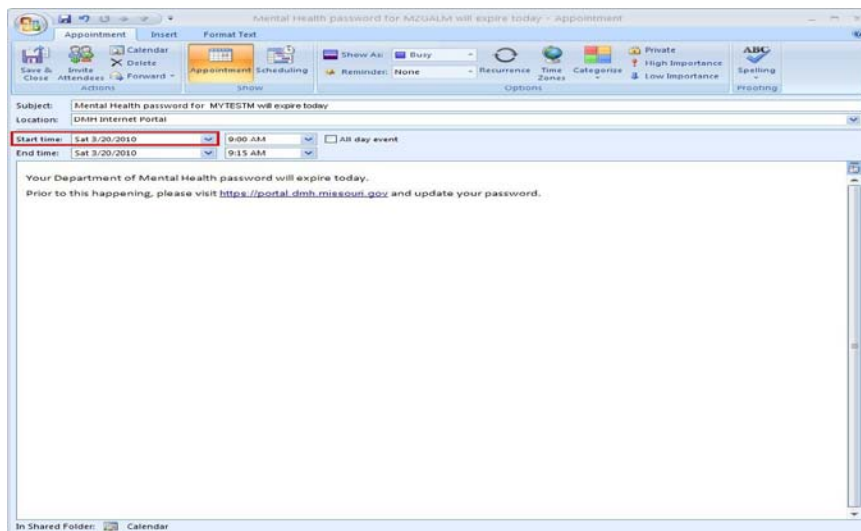 Mental Health password for MZGALM will expire today - Appointment
Appointment Insert Format Text
Save & Close
Invite Attendees
Calendar
Delete
Forward
Actions
Appointment
Scheduling
Show
Show As: Busy
Reminder: None
Recurrence
Time Zones
Categorize
Options
Private
High Importance
Low Importance
ABC
Spelling
Proofing
Subject: Mental Health password for MYTESTM will expire today
Location: DMH Internet Portal
Start time: Sat 3/20/2010 9:00 AM All day event
End time: Sat 3/20/2010 9:15 AM
Your Department of Mental Health password will expire today.
Prior to this happening, please visit https://portal.dmh.missouri.gov and update your password.
In Shared Folder: Calendar